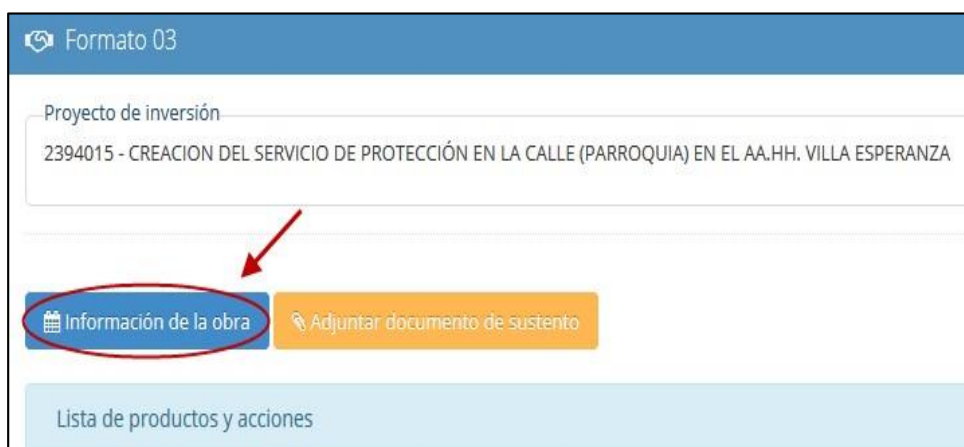 Formato 03
Proyecto de inversión
2394015 - CREACION DEL SERVICIO DE PROTECCIÓN EN LA CALLE (PARROQUIA) EN EL AA.HH. VILLA ESPERANZA
Información de la obra
Adjuntar documento de sustento
Lista de productos y acciones